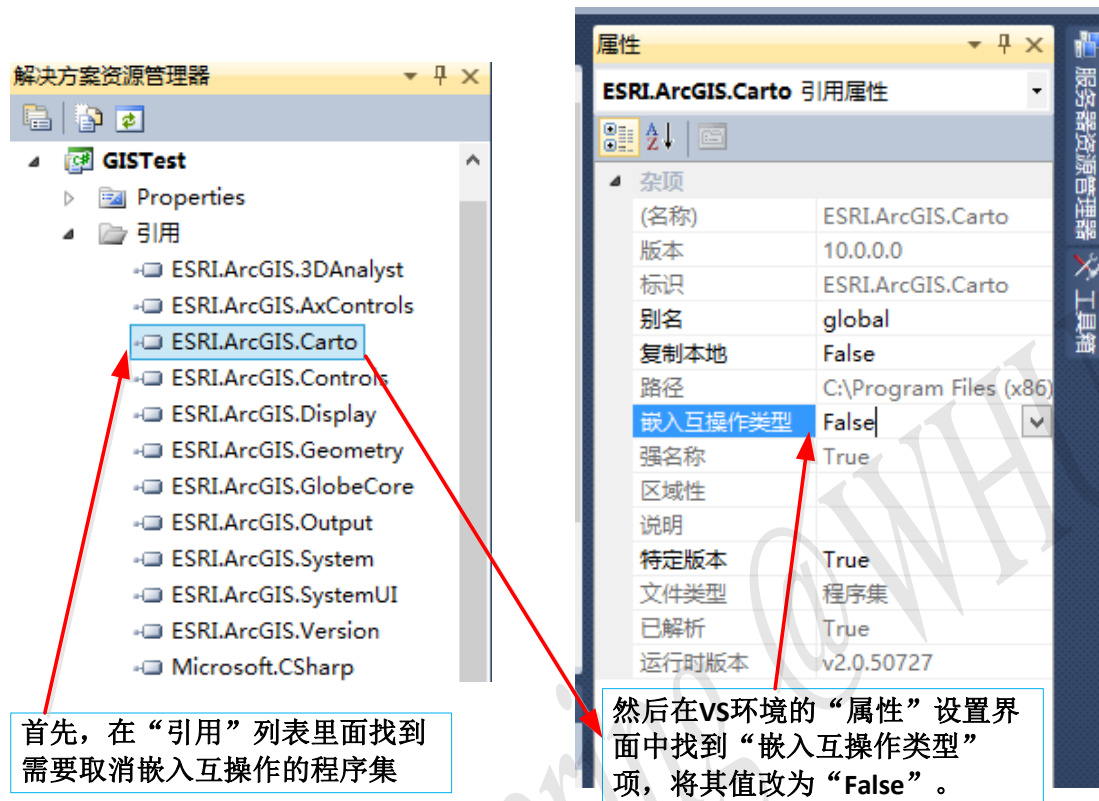 解决方案资源管理器
GISTest
Properties
引用
ESRI.ArcGIS.3DAnalyst
ESRI.ArcGIS.AxControls
ESRI.ArcGIS.Carto
ESRI.ArcGIS.Controls
ESRI.ArcGIS.Display
ESRI.ArcGIS.Geometry
ESRI.ArcGIS.GlobeCore
ESRI.ArcGIS.Output
ESRI.ArcGIS.System
ESRI.ArcGIS.SystemUI
ESRI.ArcGIS.Version
Microsoft.CSharp
首先，在“引用”列表里面找到
需要取消嵌入互操作的程序集
属性
ESRI.ArcGIS.Carto 引用属性
杂项
(名称) ESRI.ArcGIS.Carto
版本 10.0.0.0
标识 ESRI.ArcGIS.Carto
别名 global
复制本地 False
路径 C:\Program Files (x86)
嵌入互操作类型 False
强名称 True
区域性
说明
特定版本 True
文件类型 程序集
已解析 True
运行时版本 v2.0.50727
然后在VS环境的“属性”设置界
面中找到“嵌入互操作类型”
项，将其值改为“False”。
服务器资源管理器
工具箱
@WH